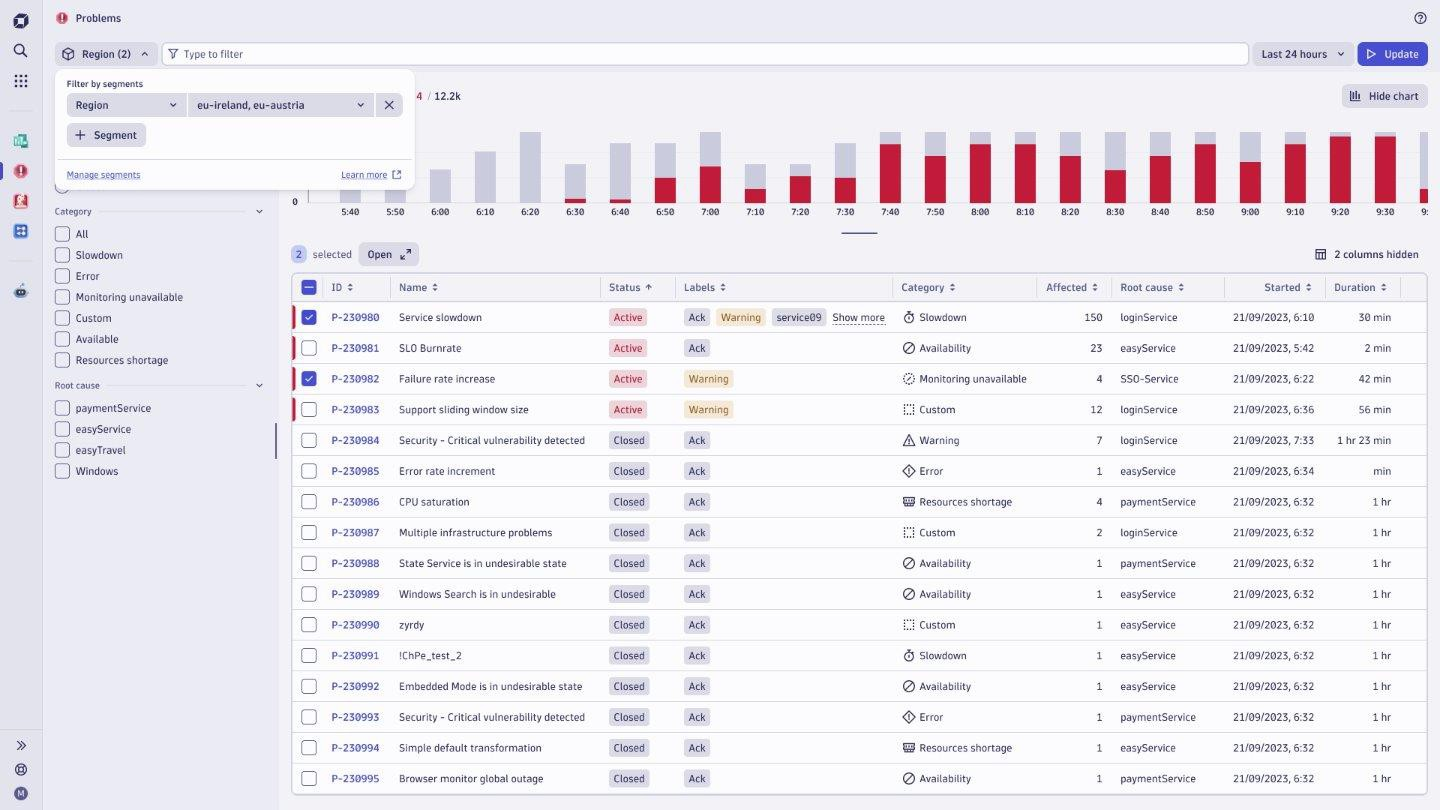 Problems
Region (2) Type to filter Last 24 hours Update
Filter by segments
Region eu-ireland, eu-austria
Segment
Manage segments Learn more
4 / 12.2k Hide chart
0
5:40 5:50 6:00 6:10 6:20 6:30 6:40 6:50 7:00 7:10 7:20 7:30 7:40 7:50 8:00 8:10 8:20 8:30 8:40 8:50 9:00 9:10 9:20 9:30 9:
Category
All
Slowdown
Error
Monitoring unavailable
Custom
Available
Resources shortage
Root cause
paymentService
easyService
easyTravel
Windows
2 selected Open 2 columns hidden
ID Name Status Labels Category Affected Root cause Started Duration
P-230980 Service slowdown Active Ack Warning service09 Show more Slowdown 150 loginService 21/09/2023, 6:10 30 min
P-230981 SLO Burnrate Active Ack Availability 23 easyService 21/09/2023, 5:42 2 min
P-230982 Failure rate increase Active Warning Monitoring unavailable 4 SSO-Service 21/09/2023, 6:22 42 min
P-230983 Support sliding window size Active Warning Custom 12 loginService 21/09/2023, 6:36 56 min
P-230984 Security - Critical vulnerability detected Closed Ack Warning 7 loginService 21/09/2023, 7:33 1 hr 23 min
P-230985 Error rate increment Closed Ack Error 1 easyService 21/09/2023, 6:34 min
P-230986 CPU saturation Closed Ack Resources shortage 4 paymentService 21/09/2023, 6:32 1 hr
P-230987 Multiple infrastructure problems Closed Ack Custom 2 loginService 21/09/2023, 6:32 1 hr
P-230988 State Service is in undesirable state Closed Ack Availability 1 paymentService 21/09/2023, 6:32 1 hr
P-230989 Windows Search is in undesirable Closed Ack Availability 1 easyService 21/09/2023, 6:32 1 hr
P-230990 zyrdy Closed Ack Custom 1 easyService 21/09/2023, 6:32 1 hr
P-230991 !ChPe_test_2 Closed Ack Slowdown 1 easyService 21/09/2023, 6:32 1 hr
P-230992 Embedded Mode is in undesirable state Closed Ack Availability 1 easyService 21/09/2023, 6:32 1 hr
P-230993 Security - Critical vulnerability detected Closed Ack Error 1 paymentService 21/09/2023, 6:32 1 hr
P-230994 Simple default transformation Closed Ack Resources shortage 1 easyService 21/09/2023, 6:32 1 hr
P-230995 Browser monitor global outage Closed Ack Availability 1 paymentService 21/09/2023, 6:32 1 hr
M